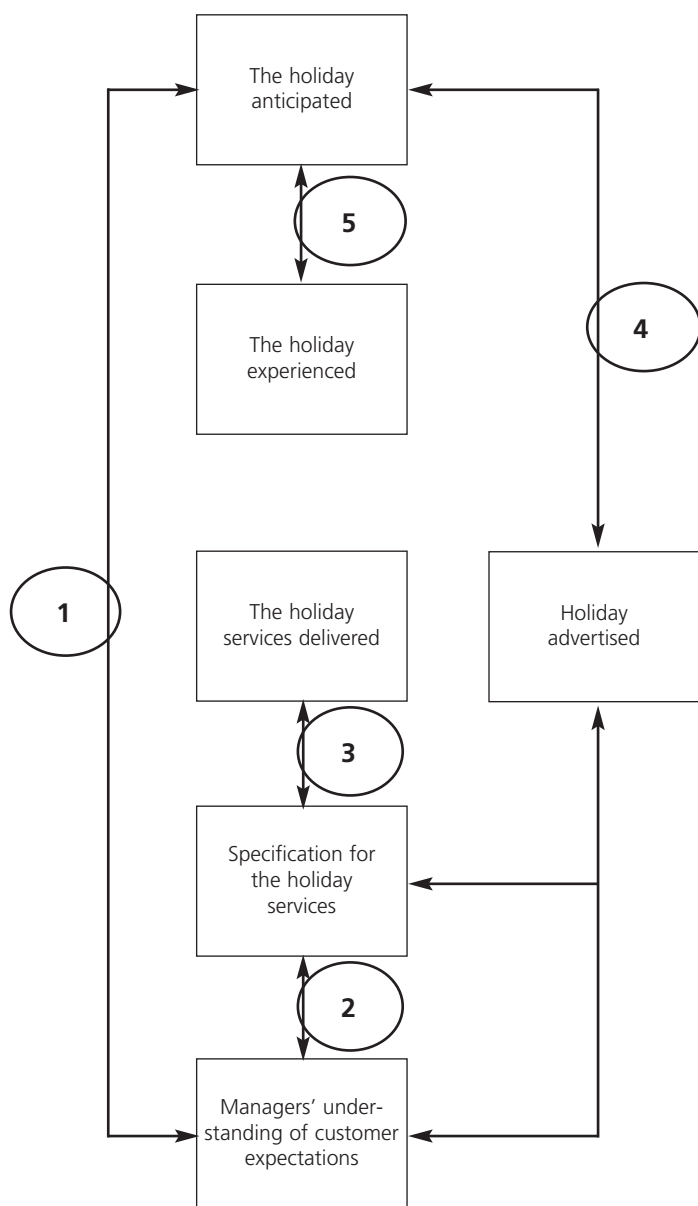 The holiday
anticipated
5
The holiday
experienced
4
1
The holiday
services delivered
Holiday
advertised
3
Specification for
the holiday
services
2
Managers’ under-
standing of customer
expectations